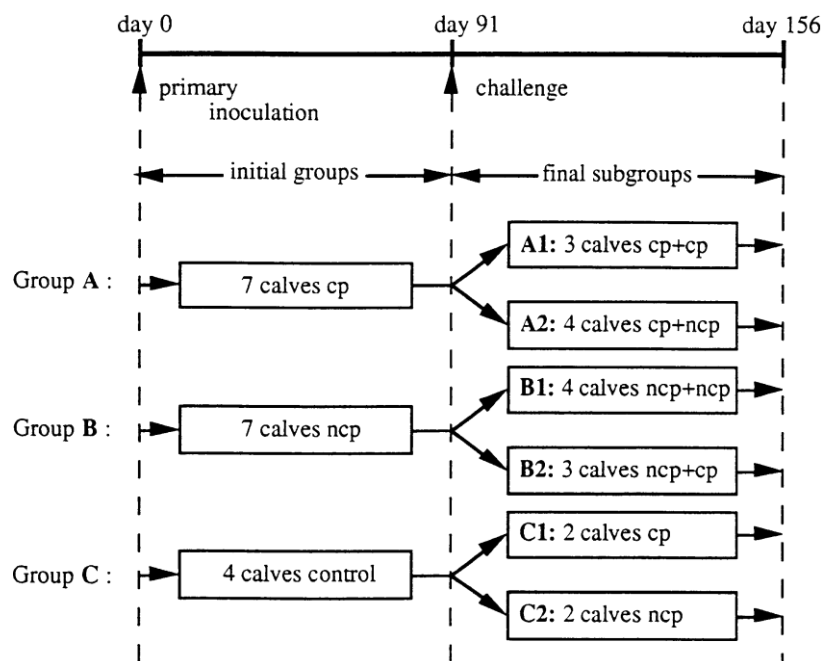 day 0 day 91 day 156
primary
inoculation
challenge
initial groups final subgroups
Group A :
7 calves cp
A1: 3 calves cp+cp
A2: 4 calves cp+ncp
Group B :
7 calves ncp
B1: 4 calves ncp+ncp
B2: 3 calves ncp+cp
Group C :
4 calves control
C1: 2 calves cp
C2: 2 calves ncp